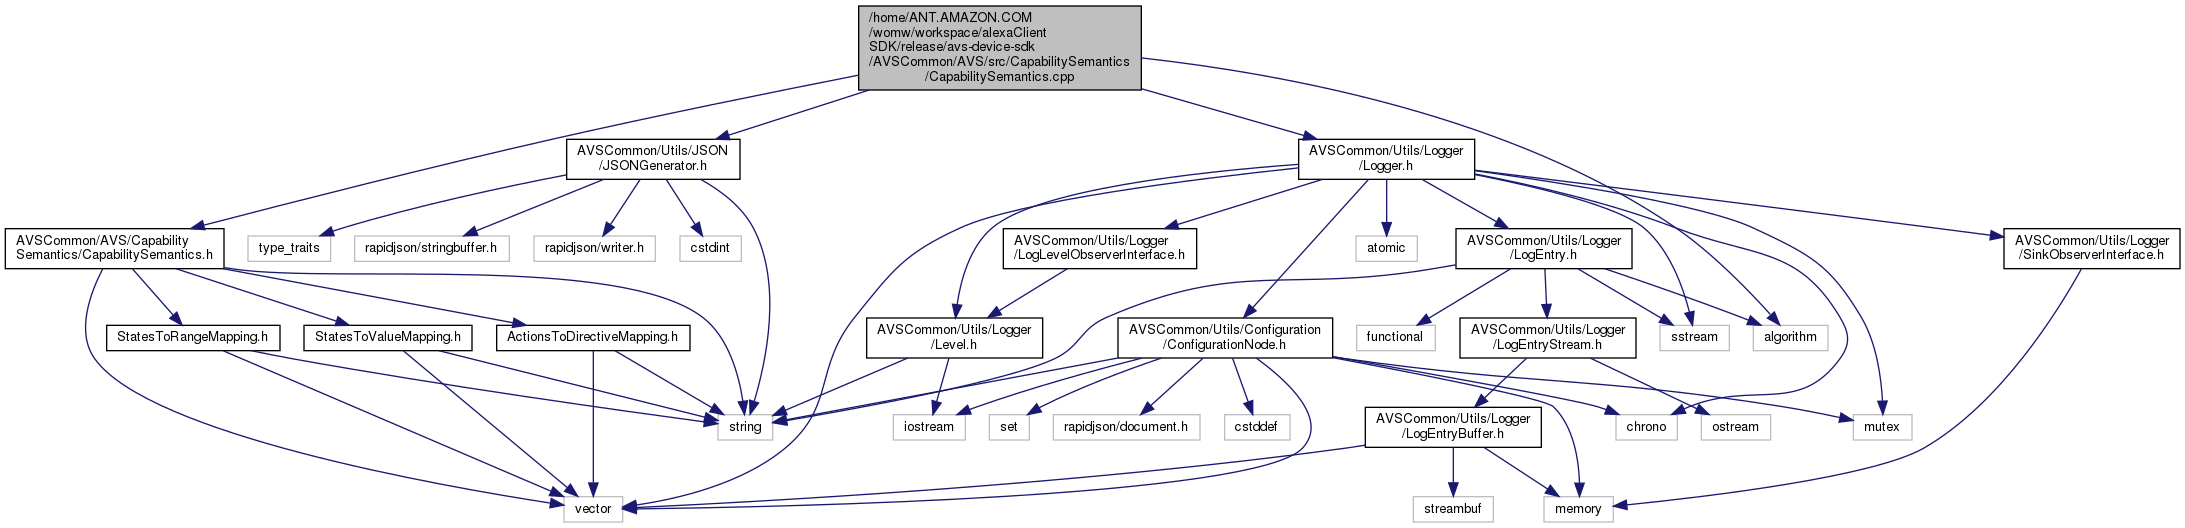 /home/ANT.AMAZON.COM
/womw/workspace/alexaClient
SDK/release/avs-device-sdk
/AVSCommon/AVS/src/CapabilitySemantics
/CapabilitySemantics.cpp
AVSCommon/Utils/JSON
/JSONGenerator.h
AVSCommon/Utils/Logger
/Logger.h
AVSCommon/AVS/Capability
Semantics/CapabilitySemantics.h
type_traits
rapidjson/stringbuffer.h
rapidjson/writer.h
cstdint
AVSCommon/Utils/Logger
/LogLevelObserverInterface.h
atomic
AVSCommon/Utils/Logger
/LogEntry.h
AVSCommon/Utils/Logger
/SinkObserverInterface.h
StatesToRangeMapping.h
StatesToValueMapping.h
ActionsToDirectiveMapping.h
AVSCommon/Utils/Logger
/Level.h
AVSCommon/Utils/Configuration
/ConfigurationNode.h
functional
AVSCommon/Utils/Logger
/LogEntryStream.h
sstream
algorithm
string
iostream
set
rapidjson/document.h
cstddef
AVSCommon/Utils/Logger
/LogEntryBuffer.h
chrono
ostream
mutex
vector
streambuf
memory